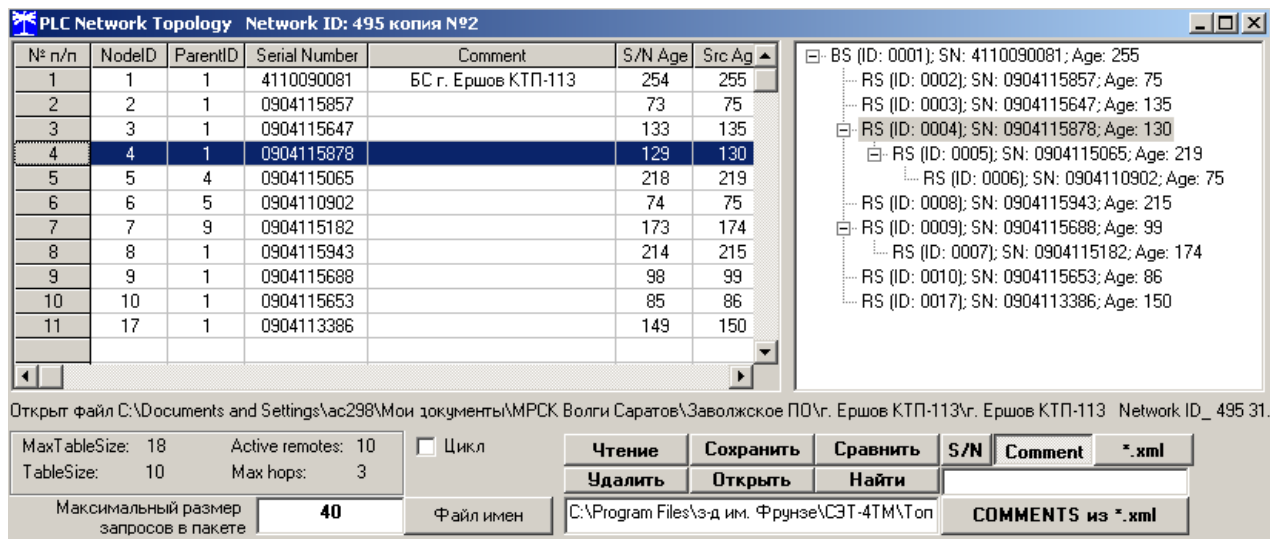 PLC Network Topology Network ID: 495 копия №2
№ п/п NodeID ParentID Serial Number Comment S/N Age Src Ag
1 1 1 4110090081 БС г. Ершов КТП-113 254 255
2 2 1 0904115857 73 75
3 3 1 0904115647 133 135
4 4 1 0904115878 129 130
5 5 4 0904115065 218 219
6 6 5 0904110902 74 75
7 7 9 0904115182 173 174
8 8 1 0904115943 214 215
9 9 1 0904115688 98 99
10 10 1 0904115653 85 86
11 17 1 0904113386 149 150
BS (ID: 0001); SN: 4110090081; Age: 255
RS (ID: 0002); SN: 0904115857; Age: 75
RS (ID: 0003); SN: 0904115647; Age: 135
RS (ID: 0004); SN: 0904115878; Age: 130
RS (ID: 0005); SN: 0904115065; Age: 219
RS (ID: 0006); SN: 0904110902; Age: 75
RS (ID: 0008); SN: 0904115943; Age: 215
RS (ID: 0009); SN: 0904115688; Age: 99
RS (ID: 0007); SN: 0904115182; Age: 174
RS (ID: 0010); SN: 0904115653; Age: 86
RS (ID: 0017); SN: 0904113386; Age: 150
Открыт файл C:\Documents and Settings\ac298\Мои документы\МРСК Волги Саратов\Заволжское ПО\г. Ершов КТП-113\г. Ершов КТП-113 Network ID_ 495 31.
MaxTableSize: 18 Active remotes: 10
TableSize: 10 Max hops: 3
Цикл
Чтение Сохранить Сравнить S/N Comment *.xml
Удалить Открыть Найти
Максимальный размер запросов в пакете 40
Файл имен C:\Program Files\з-д им. Фрунзе\СЭТ-4ТМ\Топ COMMENTS из *.xml